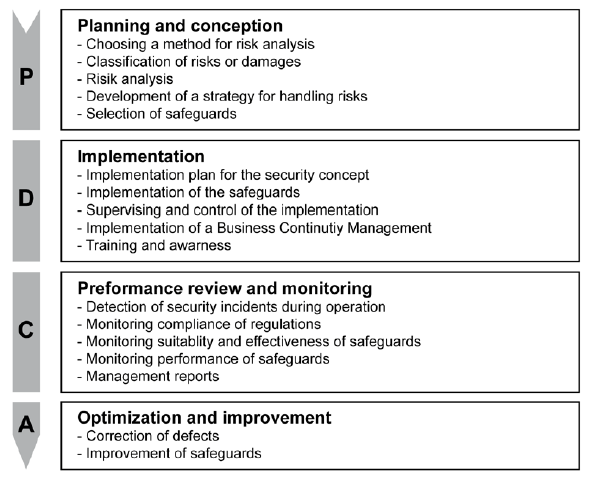 P
Planning and conception
- Choosing a method for risk analysis
- Classification of risks or damages
- Risik analysis
- Development of a strategy for handling risks
- Selection of safeguards
D
Implementation
- Implementation plan for the security concept
- Implementation of the safeguards
- Supervising and control of the implementation
- Implementation of a Business Continutiy Management
- Training and awarness
C
Preformance review and monitoring
- Detection of security incidents during operation
- Monitoring compliance of regulations
- Monitoring suitablity and effectiveness of safeguards
- Monitoring performance of safeguards
- Management reports
A
Optimization and improvement
- Correction of defects
- Improvement of safeguards